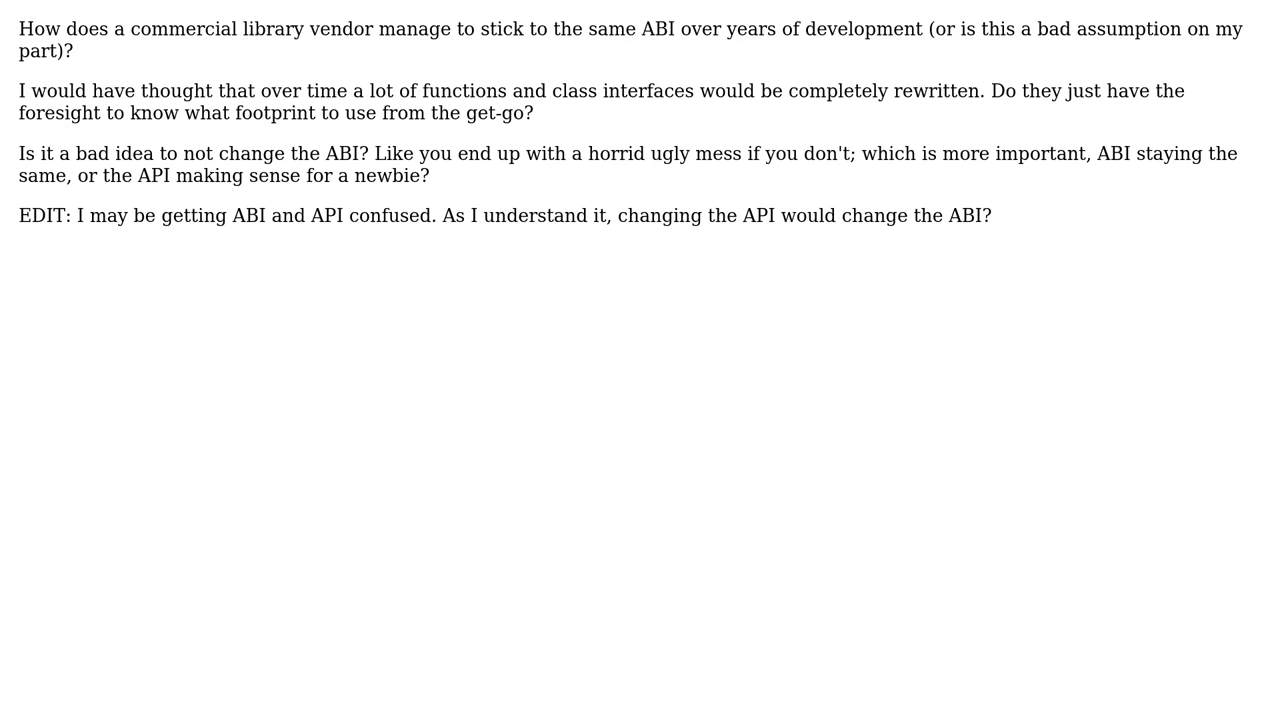 How does a commercial library vendor manage to stick to the same ABI over years of development (or is this a bad assumption on my
part)?
I would have thought that over time a lot of functions and class interfaces would be completely rewritten. Do they just have the
foresight to know what footprint to use from the get-go?
Is it a bad idea to not change the ABI? Like you end up with a horrid ugly mess if you don't; which is more important, ABI staying the
same, or the API making sense for a newbie?
EDIT: I may be getting ABI and API confused. As I understand it, changing the API would change the ABI?